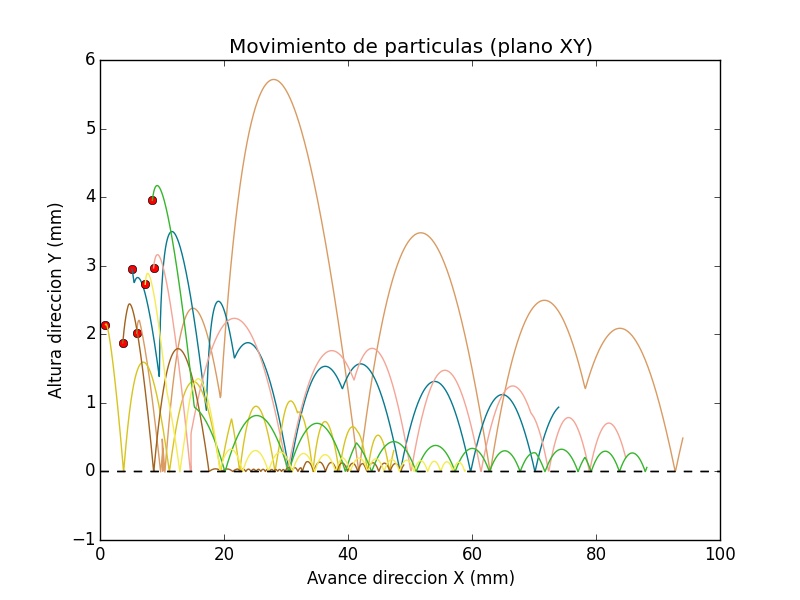 Movimiento de particulas (plano XY)
6
5
4
3
2
1
0
−1
Altura direccion Y (mm)
0 20 40 60 80 100
Avance direccion X (mm)